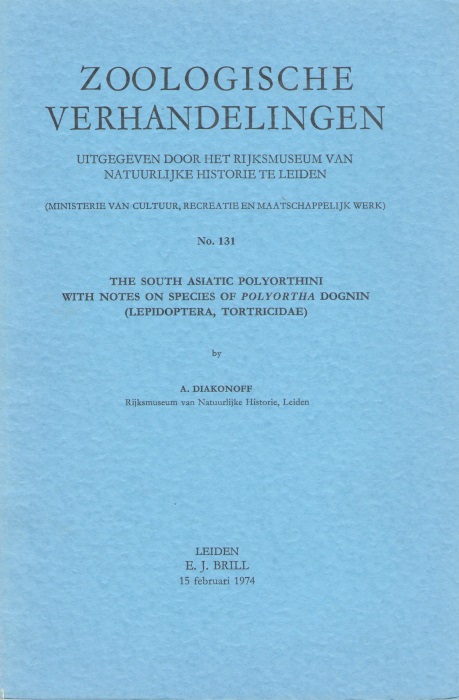 ZOOLOGISCHE
VERHANDELINGEN
UITGEGEVEN DOOR HET RIJKSMUSEUM VAN
NATUURLIJKE HISTORIE TE LEIDEN
(MINISTERIE VAN CULTUUR, RECREATIE EN MAATSCHAPPELIJK WERK)
No. 131
THE SOUTH ASIATIC POLYORTHINI
WITH NOTES ON SPECIES OF POLYORTHA DOGNIN
(LEPIDOPTERA, TORTRICIDAE)
by
A. DIAKONOFF
Rijksmuseum van Natuurlijke Historie, Leiden
LEIDEN
E. J. BRILL
15 februari 1974